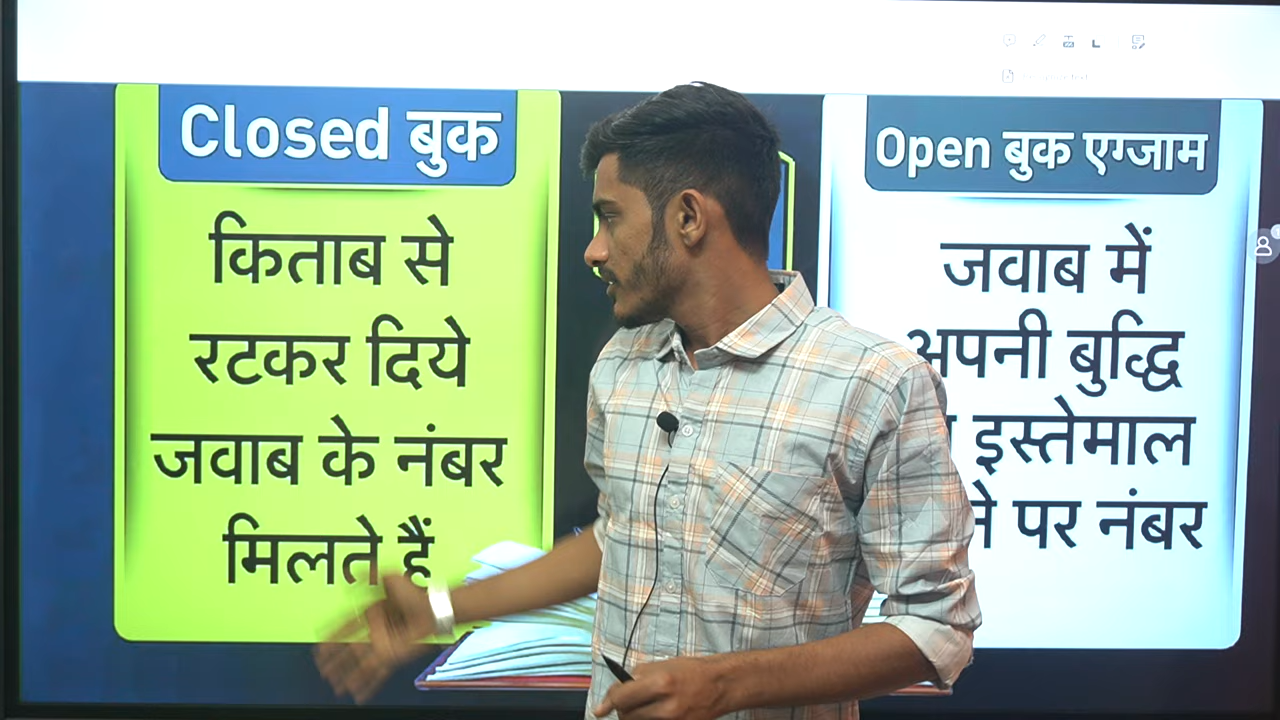 Closed बुक
किताब से
रटकर दिये
जवाब के नंबर
मिलते हैं
Open बुक एग्जाम
जवाब में
अपनी बुद्धि
इस्तेमाल
पर नंबर